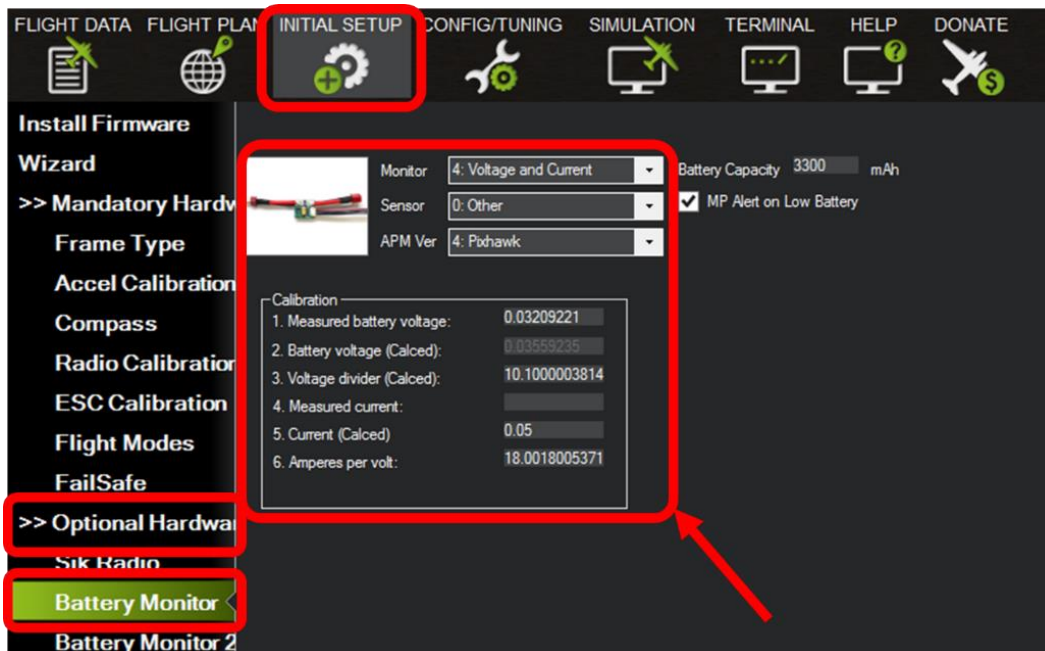 FLIGHT DATA FLIGHT PLAN INITIAL SETUP CONFIG/TUNING SIMULATION TERMINAL HELP DONATE
Install Firmware
Wizard
>> Mandatory Hardw
Frame Type
Accel Calibration
Compass
Radio Calibration
ESC Calibration
Flight Modes
FailSafe
>> Optional Hardwar
Sik Radio
Battery Monitor
Battery Monitor 2
Monitor 4: Voltage and Current
Sensor 0: Other
APM Ver 4: Pixhawk
Battery Capacity 3300 mAh
MP Alert on Low Battery
Calibration
1. Measured battery voltage: 0.03209221
2. Battery voltage (Calced): 0.03559235
3. Voltage divider (Calced): 10.1000003814
4. Measured current:
5. Current (Calced) 0.05
6. Amperes per volt: 18.0018005371